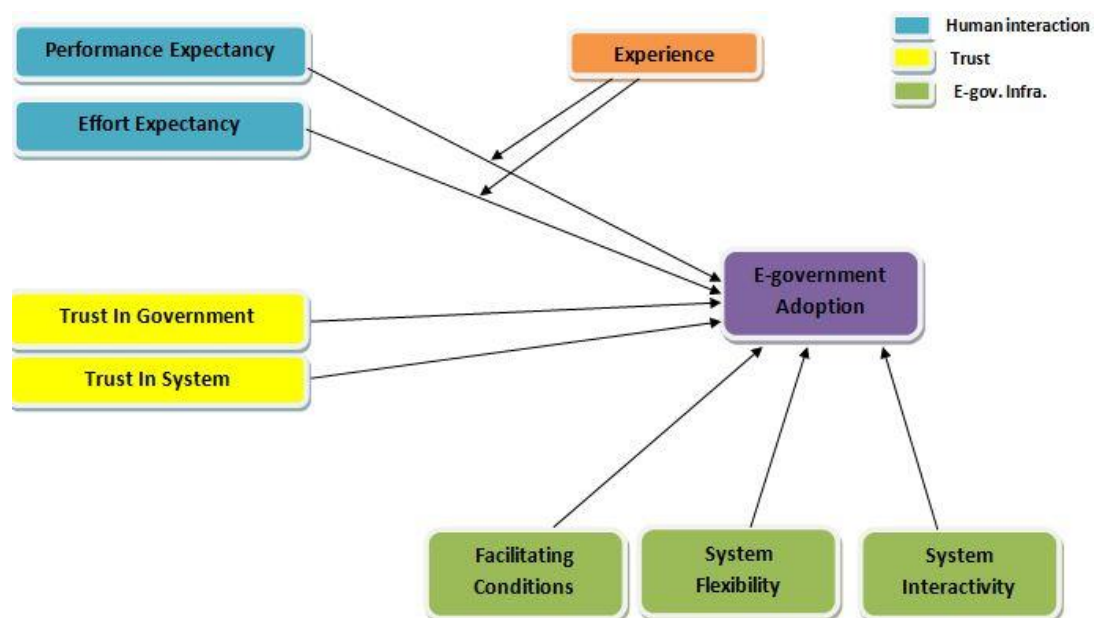 Performance Expectancy
Effort Expectancy
Experience
Human interaction
Trust
E-gov. Infra.
E-government
Adoption
Trust In Government
Trust In System
Facilitating
Conditions
System
Flexibility
System
Interactivity